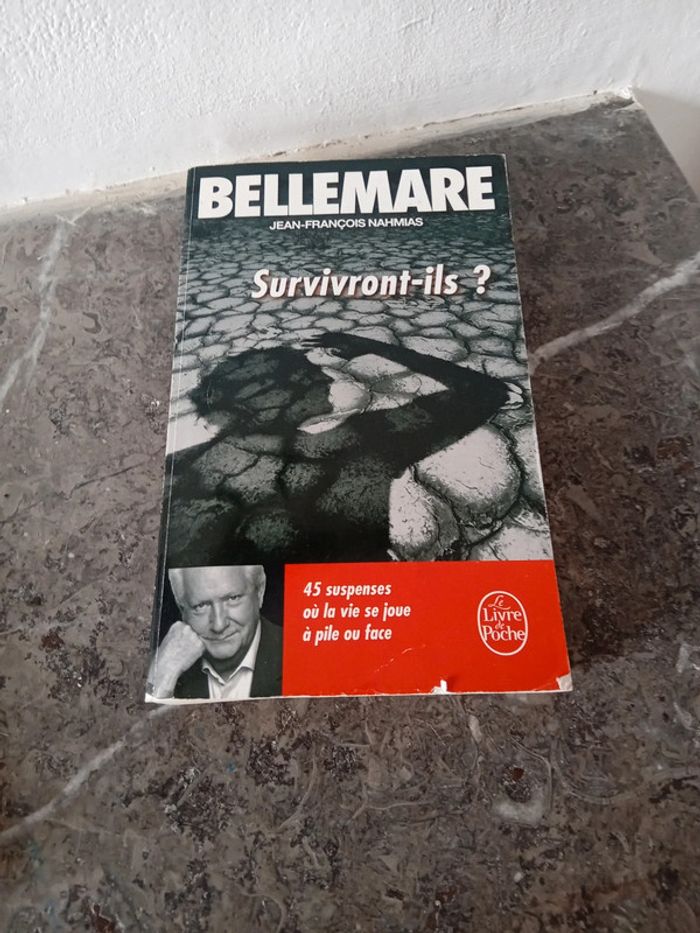 BELLEMARE
JEAN-FRANÇOIS NAHMIAS
Survivront-ils ?
45 suspenses
où la vie se joue
à pile ou face
Le
Livre
de
Poche